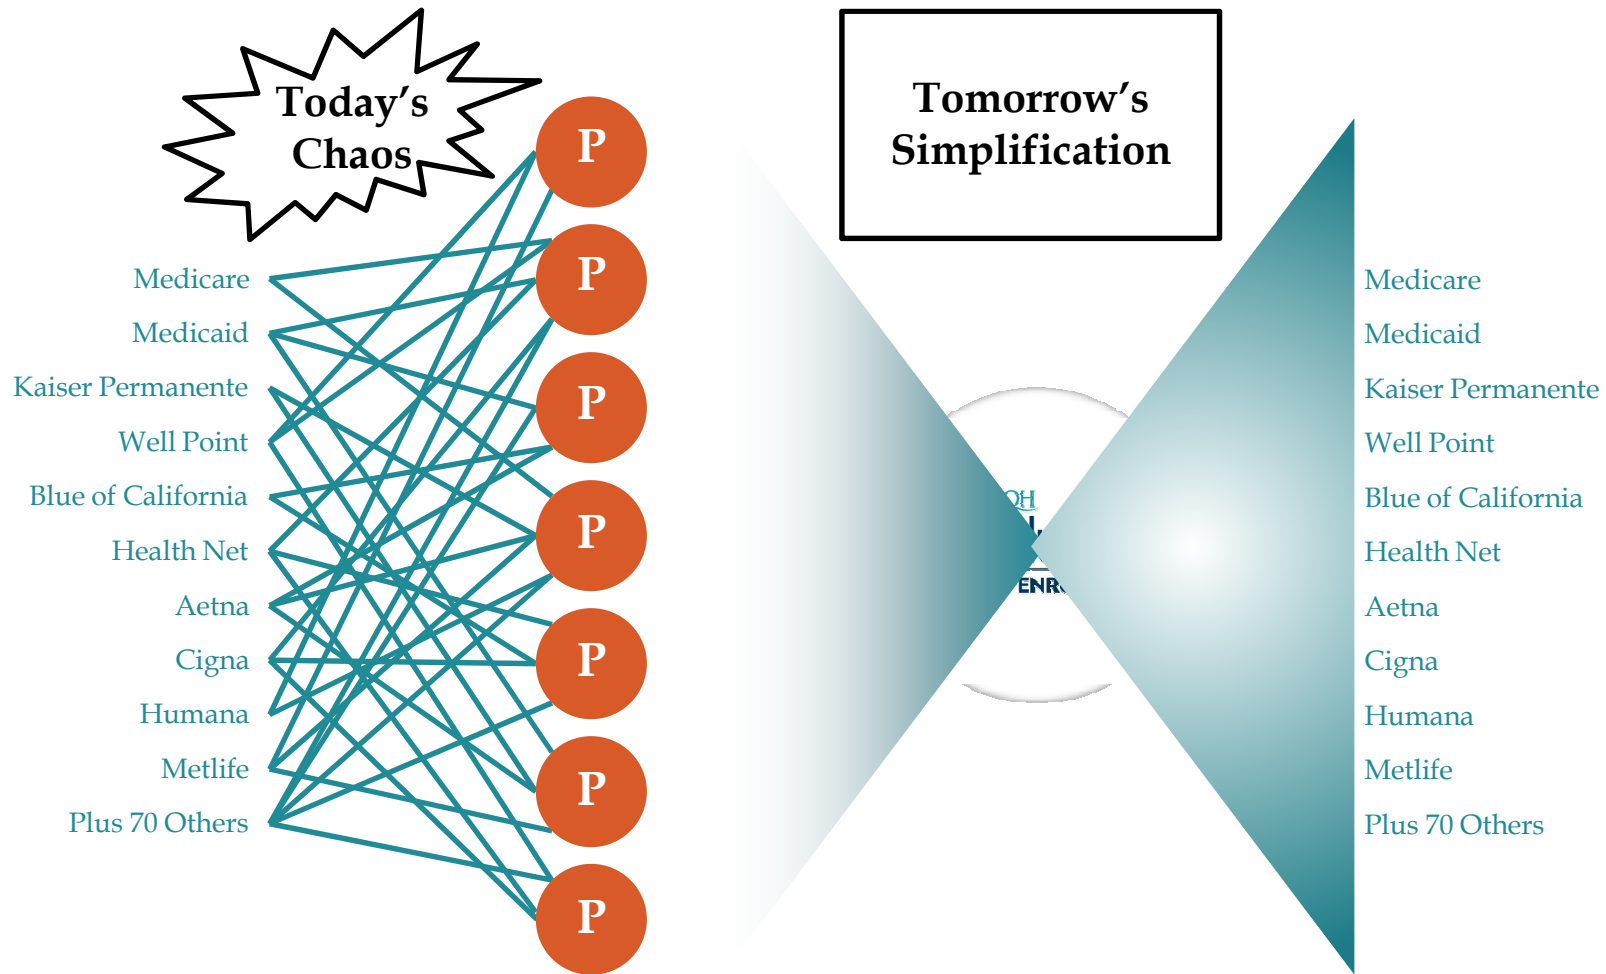 Today's
Chaos
Tomorrow's
Simplification
Medicare
Medicaid
Kaiser Permanente
Well Point
Blue of California
Health Net
Aetna
Cigna
Humana
Metlife
Plus 70 Others
P
P
P
P
P
P
P
Medicare
Medicaid
Kaiser Permanente
Well Point
Blue of California
Health Net
Aetna
Cigna
Humana
Metlife
Plus 70 Others